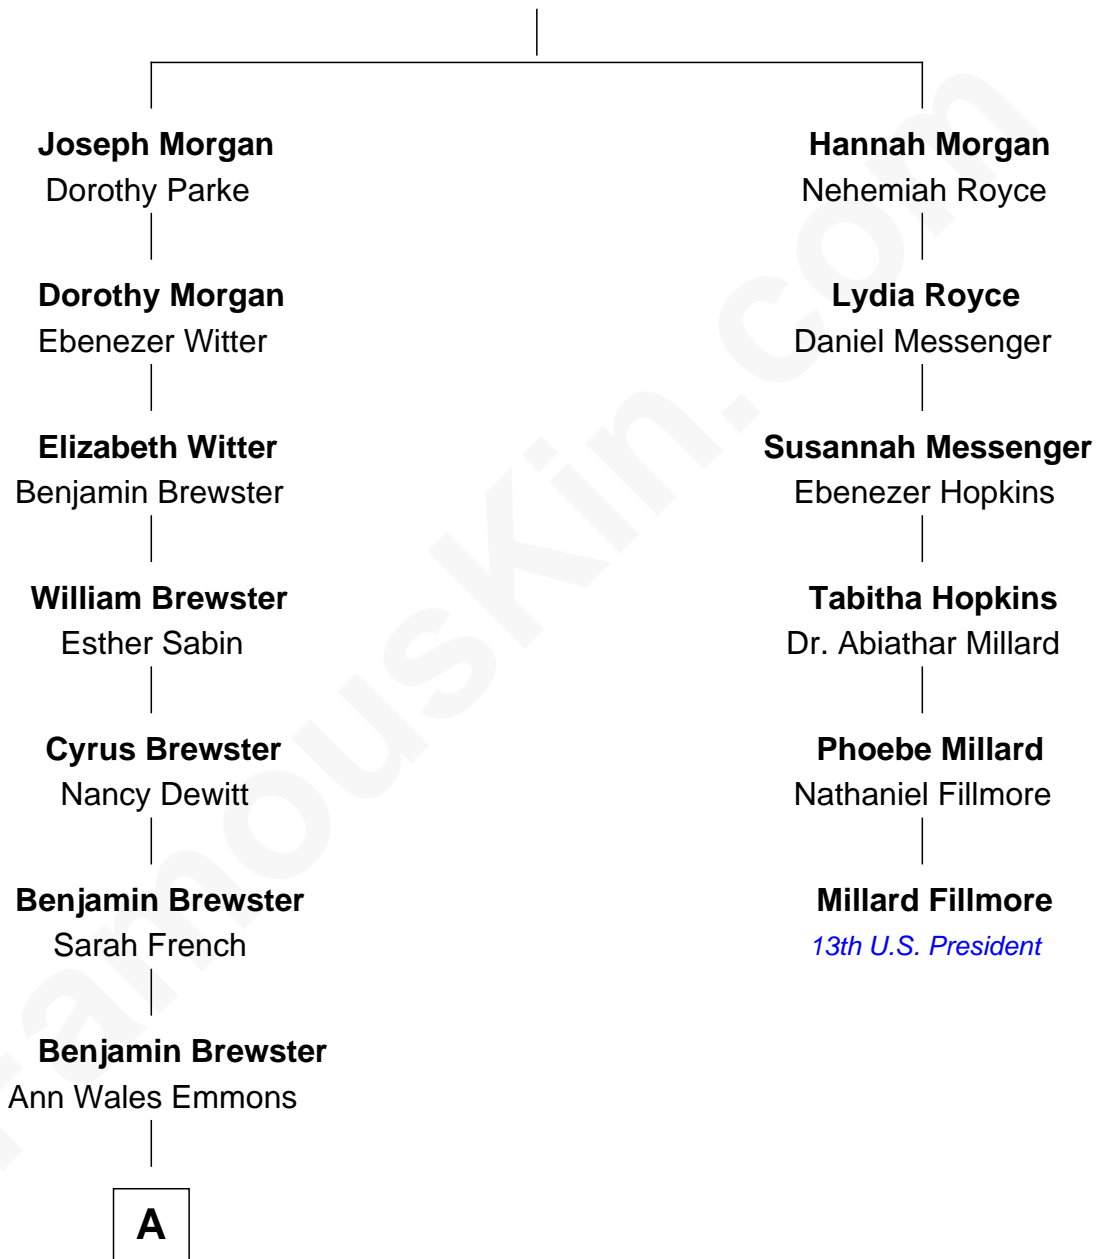 Joseph Morgan
Dorothy Parke
Dorothy Morgan
Ebenezer Witter
Elizabeth Witter
Benjamin Brewster
William Brewster
Esther Sabin
Cyrus Brewster
Nancy Dewitt
Benjamin Brewster
Sarah French
Benjamin Brewster
Ann Wales Emmons
A
Hannah Morgan
Nehemiah Royce
Lydia Royce
Daniel Messenger
Susannah Messenger
Ebenezer Hopkins
Tabitha Hopkins
Dr. Abiathar Millard
Phoebe Millard
Nathaniel Fillmore
Millard Fillmore
13th U.S. President
FamousKin.com